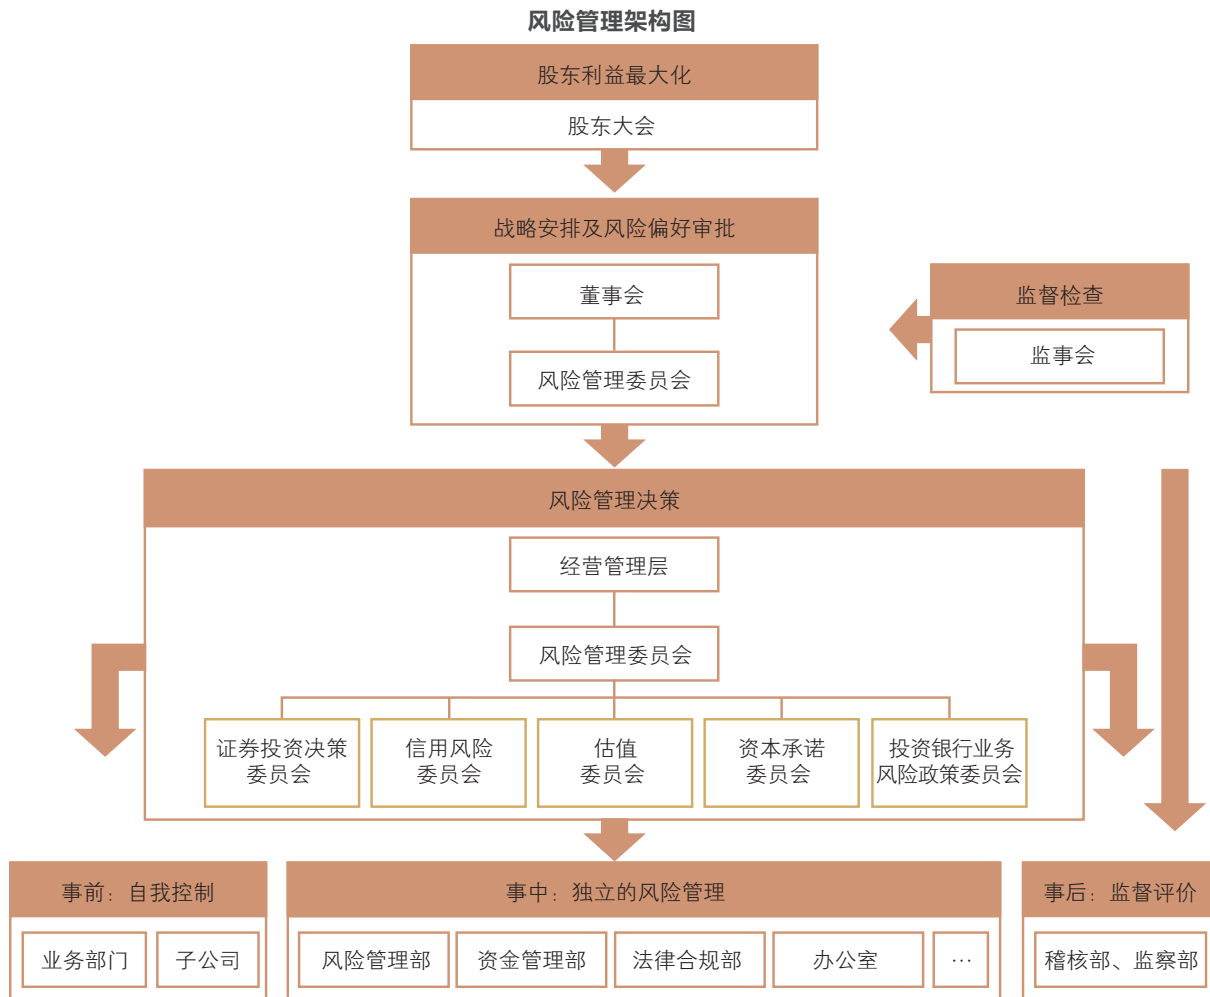 风险管理架构图
股东利益最大化
股东大会
战略安排及风险偏好审批
董事会
风险管理委员会
监督检查
监事会
风险管理决策
经营管理层
风险管理委员会
证券投资决策
委员会
信用风险
委员会
估值
委员会
资本承诺
委员会
投资银行业务
风险政策委员会
事前：自我控制
业务部门
子公司
事中：独立的风险管理
风险管理部
资金管理部
法律合规部
办公室
…
事后：监督评价
稽核部、监察部